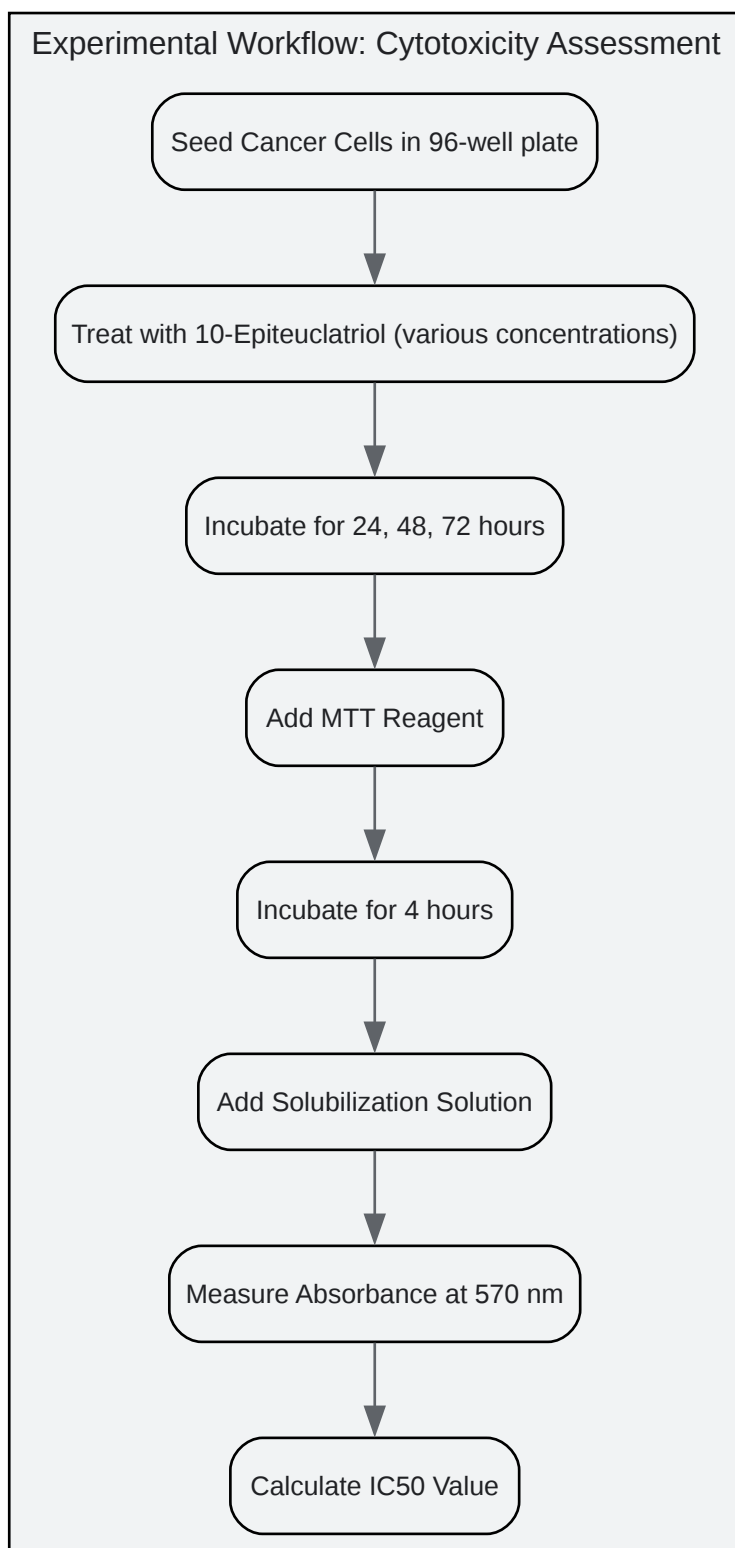 Experimental Workflow: Cytotoxicity Assessment
Seed Cancer Cells in 96-well plate
Treat with 10-Epiteuclatriol (various concentrations)
Incubate for 24, 48, 72 hours
Add MTT Reagent
Incubate for 4 hours
Add Solubilization Solution
Measure Absorbance at 570 nm
Calculate IC50 Value